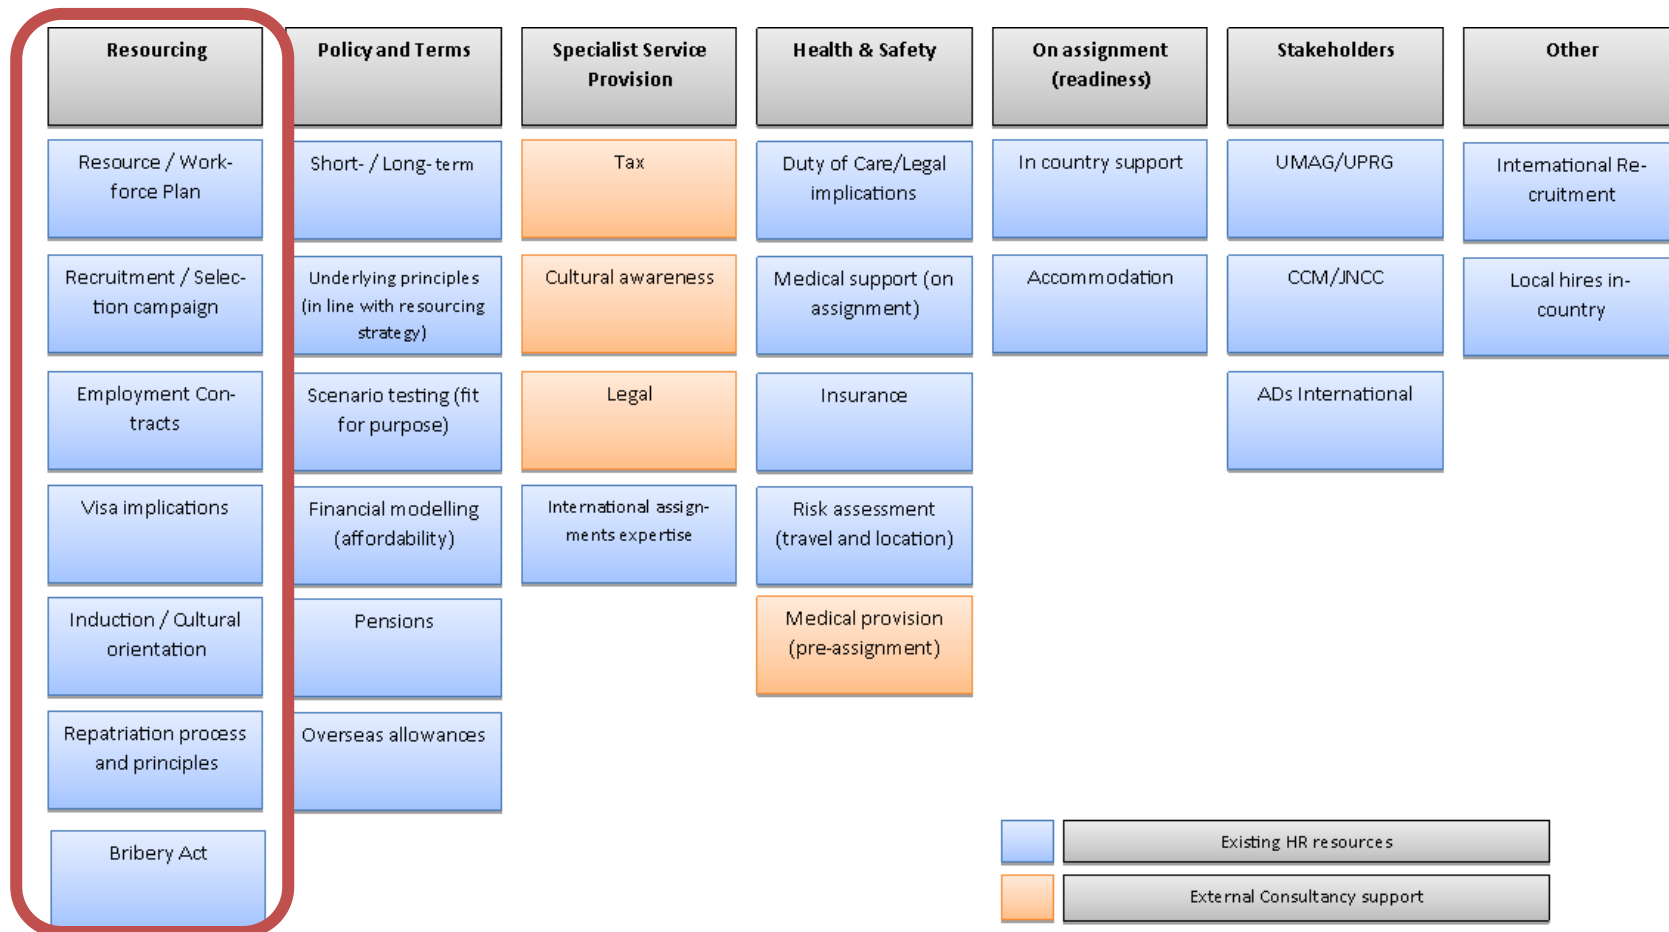 Resourcing
Resource / Work-
force Plan
Recruitment / Selec-
tion campaign
Employment Con-
tracts
Visa implications
Induction / Cultural
orientation
Repatriation process
and principles
Bribery Act
Policy and Terms
Short- / Long- term
Underlying principles
(in line with resourcing
strategy)
Scenario testing (fit
for purpose)
Financial modelling
(affordability)
Pensions
Overseas allowances
Specialist Service
Provision
Tax
Cultural awareness
Legal
International assign-
ments expertise
Health & Safety
Duty of Care/Legal
implications
Medical support (on
assignment)
Insurance
Risk assessment
(travel and location)
Medical provision
(pre-assignment)
On assignment
(readiness)
In country support
Accommodation
Stakeholders
UMAG/UPRG
CCM/JNCC
ADs International
Other
International Re-
cruitment
Local hires in-
country
Existing HR resources
External Consultancy support